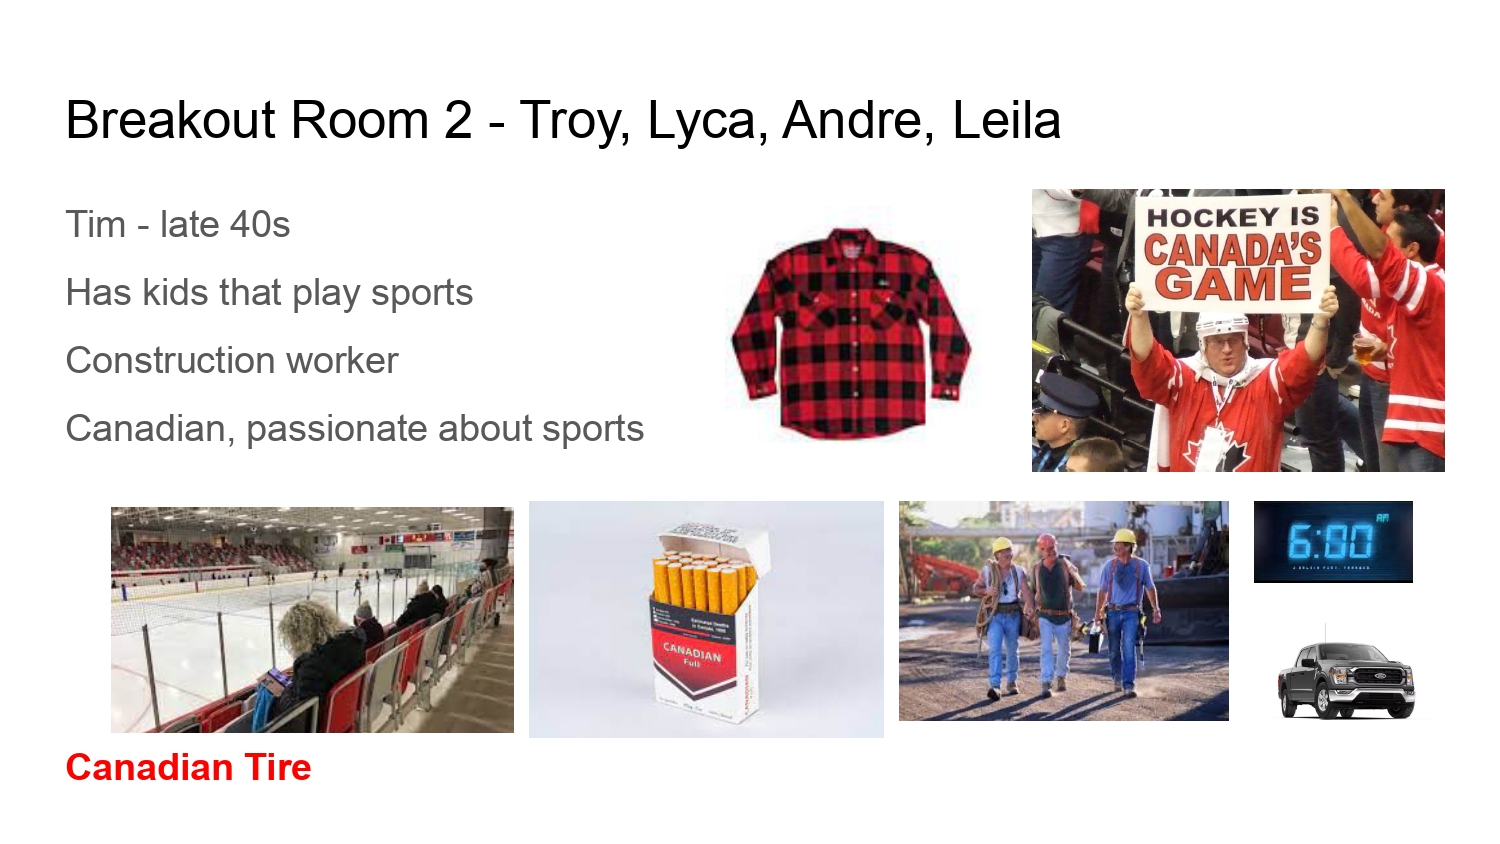 Breakout Room 2 - Troy, Lyca, Andre, Leila
Tim - late 40s
Has kids that play sports
Construction worker
Canadian, passionate about sports
HOCKEY IS
CANADA'S
GAME
CANADIAN
Full
6:00
AM
Canadian Tire